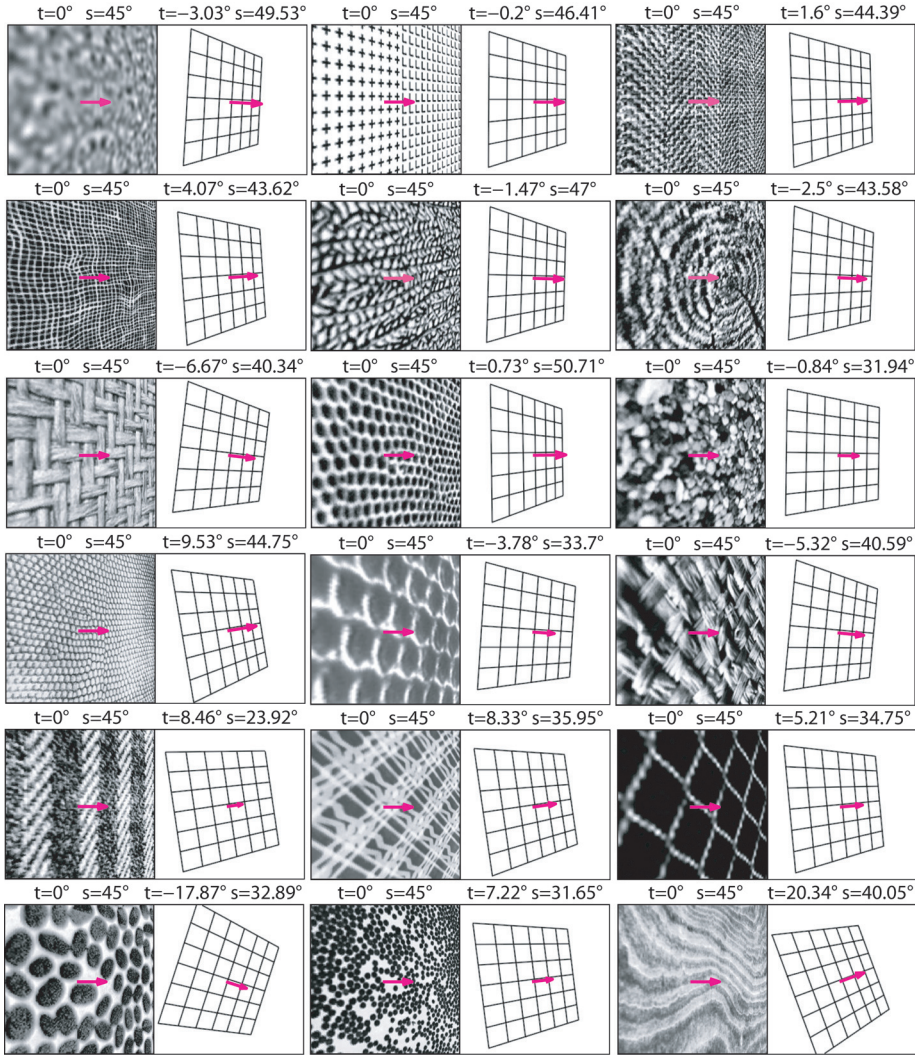 t=0° s=45° t=−3.03° s=49.53° t=0° s=45° t=−0.2° s=46.41° t=0° s=45° t=1.6° s=44.39°
t=0° s=45° t=4.07° s=43.62° t=0° s=45° t=−1.47° s=47° t=0° s=45° t=−2.5° s=43.58°
t=0° s=45° t=−6.67° s=40.34° t=0° s=45° t=0.73° s=50.71° t=0° s=45° t=−0.84° s=31.94°
t=0° s=45° t=9.53° s=44.75° t=0° s=45° t=−3.78° s=33.7° t=0° s=45° t=−5.32° s=40.59°
t=0° s=45° t=8.46° s=23.92° t=0° s=45° t=8.33° s=35.95° t=0° s=45° t=5.21° s=34.75°
t=0° s=45° t=−17.87° s=32.89° t=0° s=45° t=7.22° s=31.65° t=0° s=45° t=20.34° s=40.05°